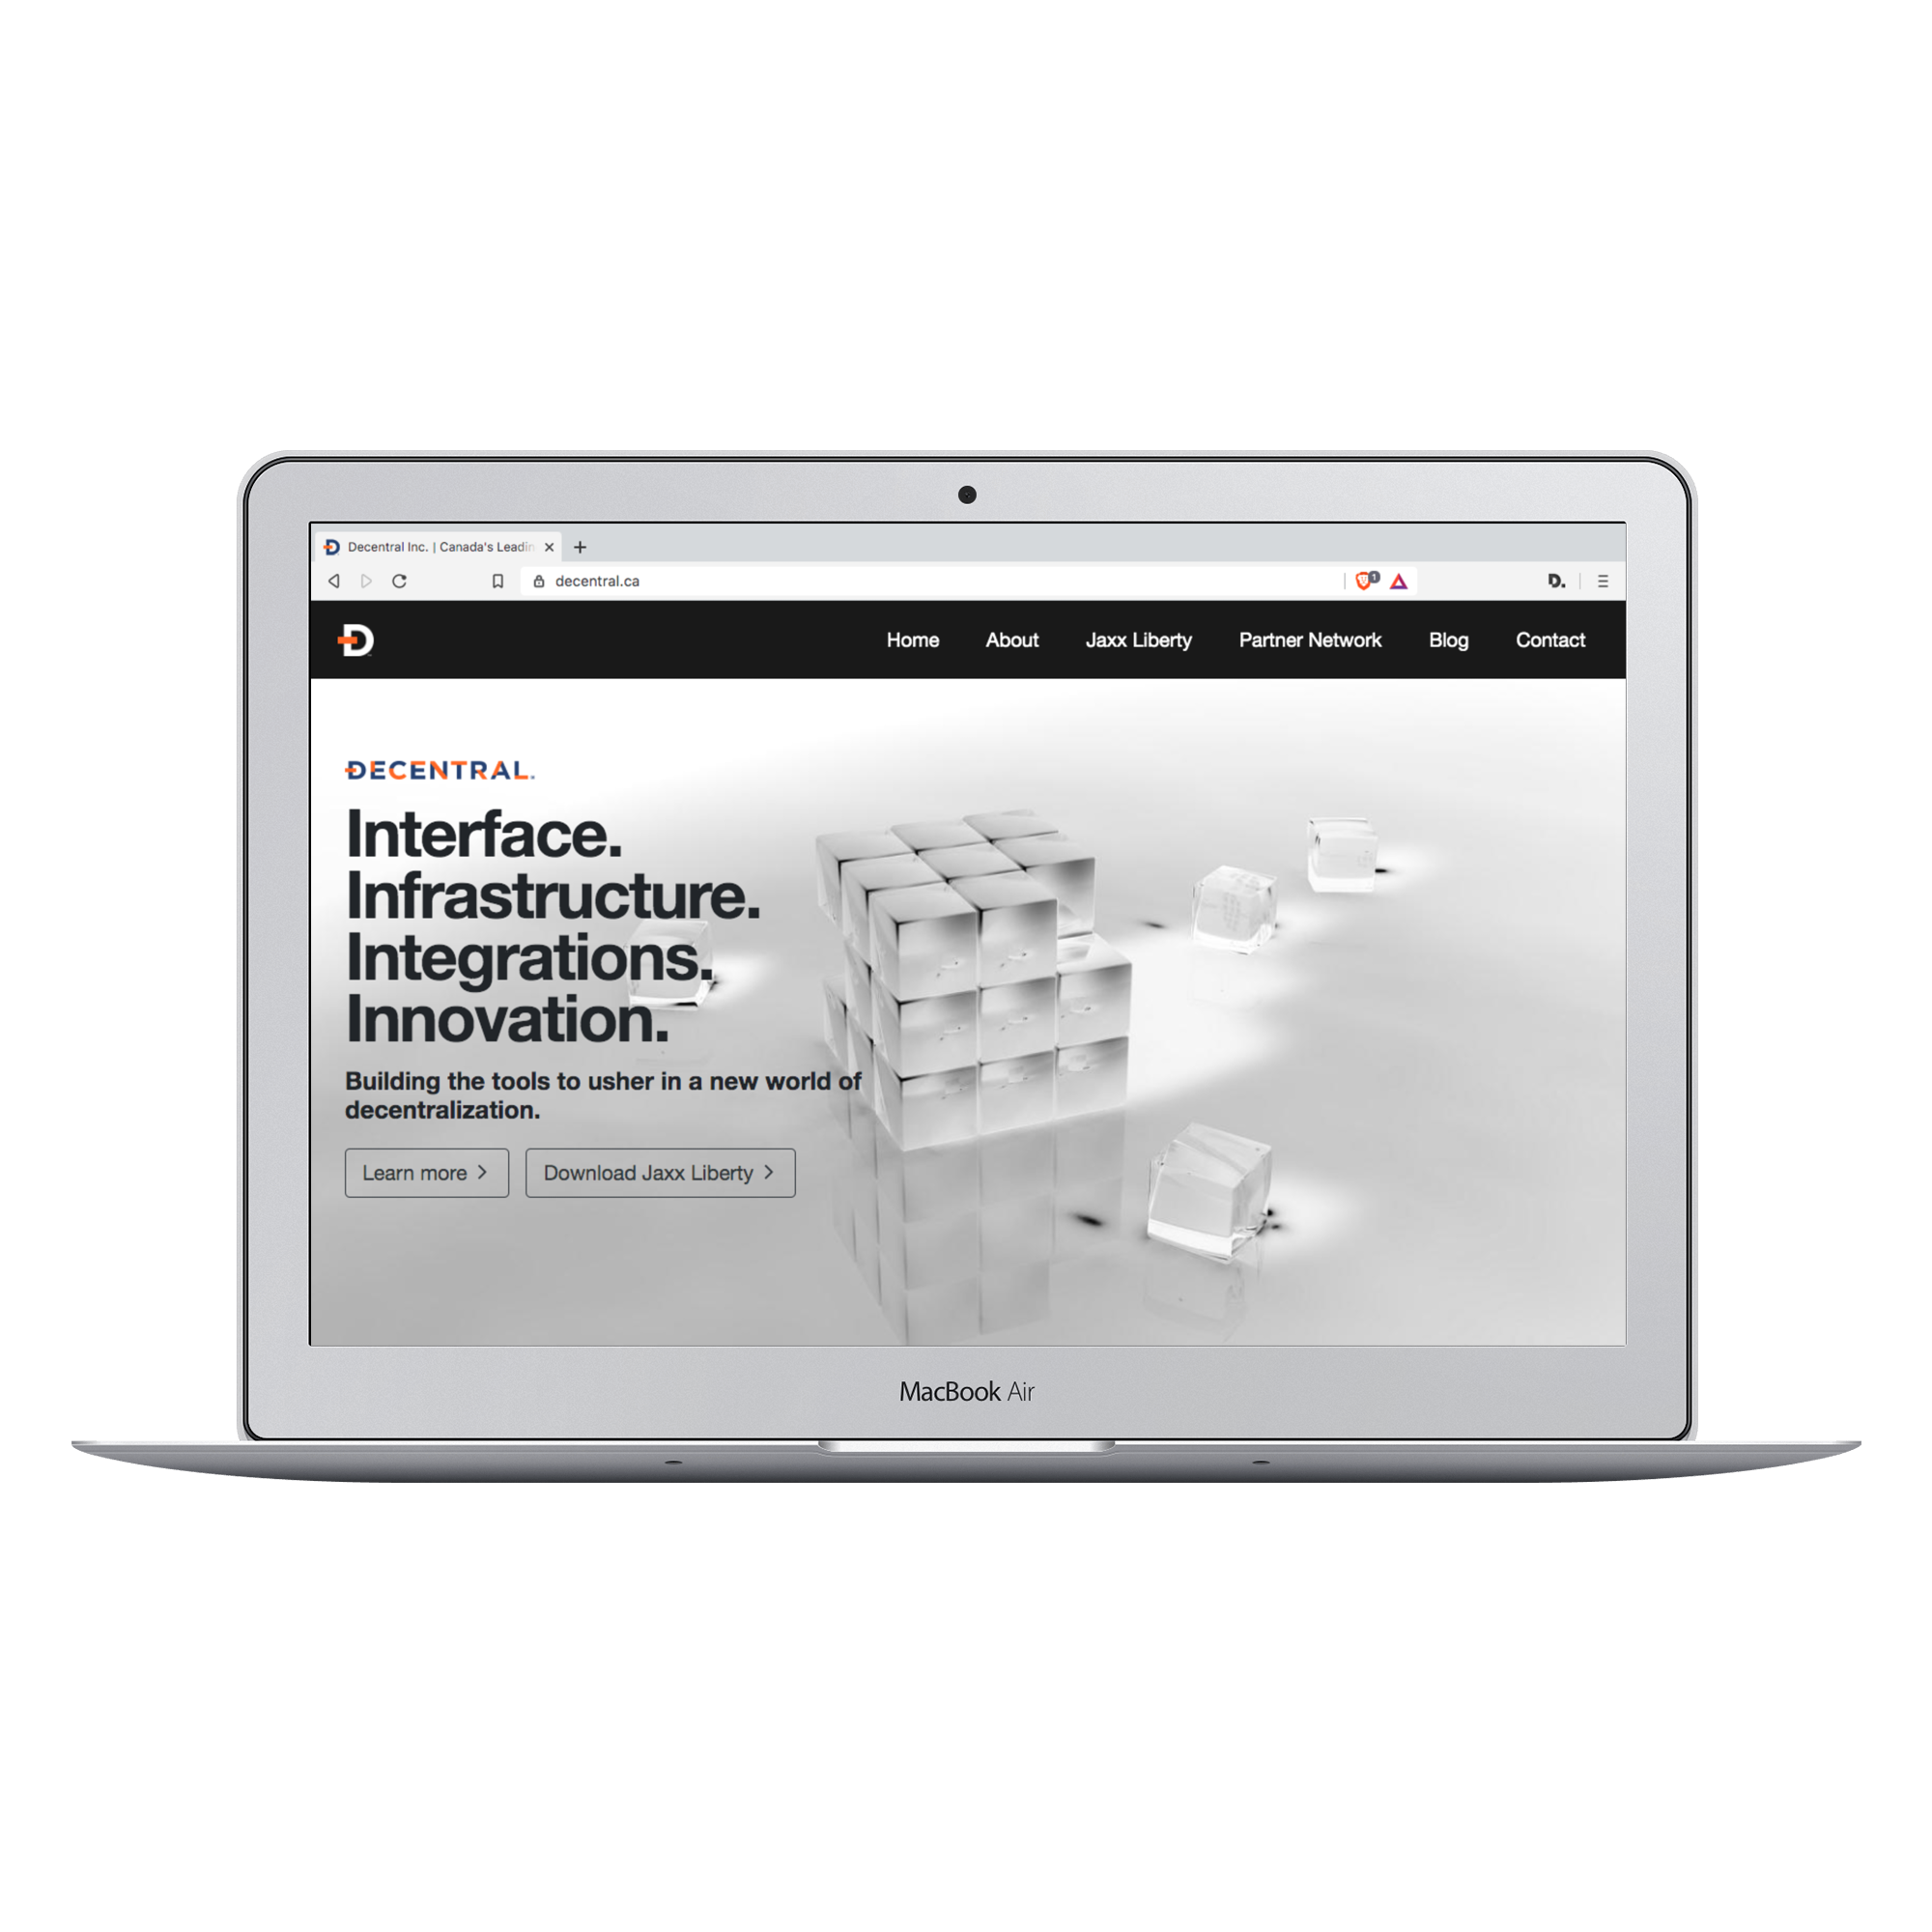 Decentral Inc. | Canada's Leadin
decentral.ca
1
D.
D
Home About Jaxx Liberty Partner Network Blog Contact
DECENTRAL.
Interface.
Infrastructure.
Integrations.
Innovation.
Building the tools to usher in a new world of
decentralization.
Learn more
Download Jaxx Liberty
MacBook Air